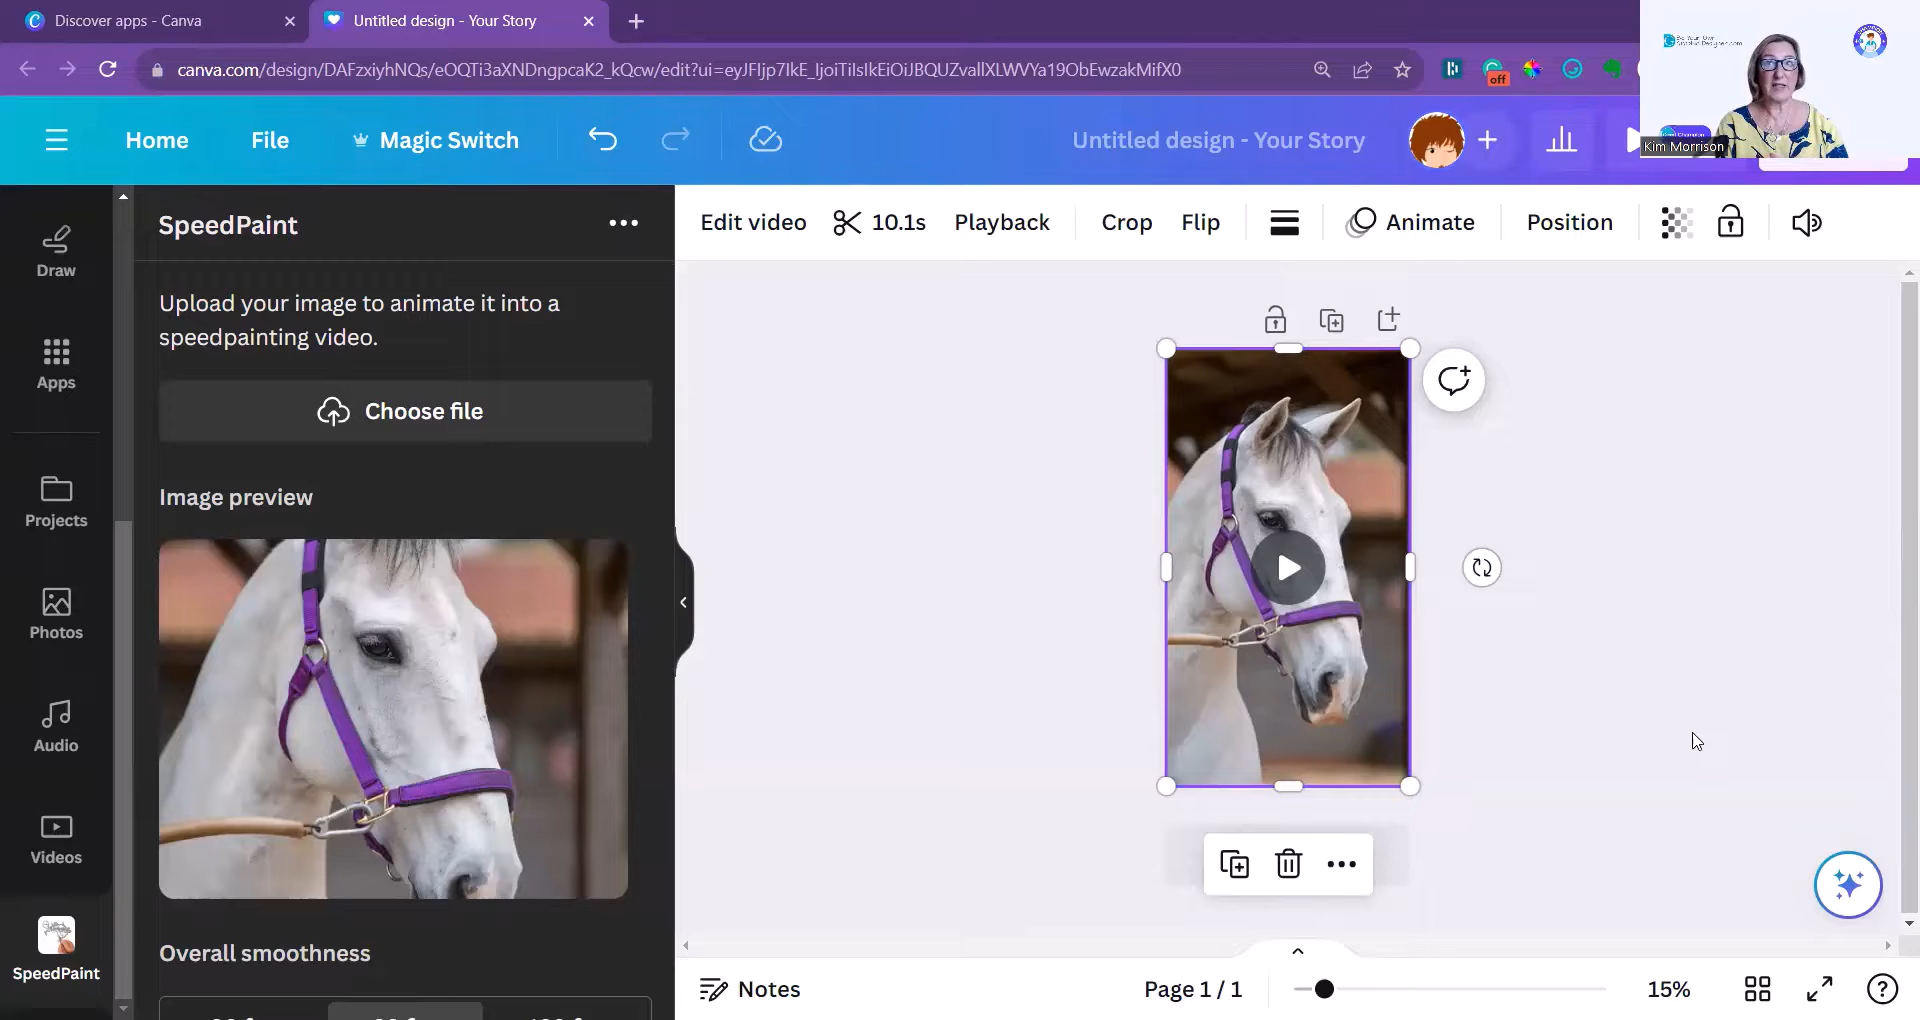 Discover apps - Canva
Untitled design - Your Story
canva.com/design/DAFzxiyhNQs/eOQTi3aXNDngpcaK2_kQcw/edit?ui=eyJFIjp7IkE_IjoiTilsIkEiOiJBQUZvallXLWVYa19ObEwzakMifX0
off
Home
File
Magic Switch
Untitled design - Your Story
Kim Morrison
SpeedPaint
Edit video
10.1s
Playback
Crop
Flip
Animate
Position
Draw
Apps
Projects
Photos
Audio
Videos
SpeedPaint
Upload your image to animate it into a
speedpainting video.
Choose file
Image preview
Overall smoothness
Notes
Page 1 / 1
15%